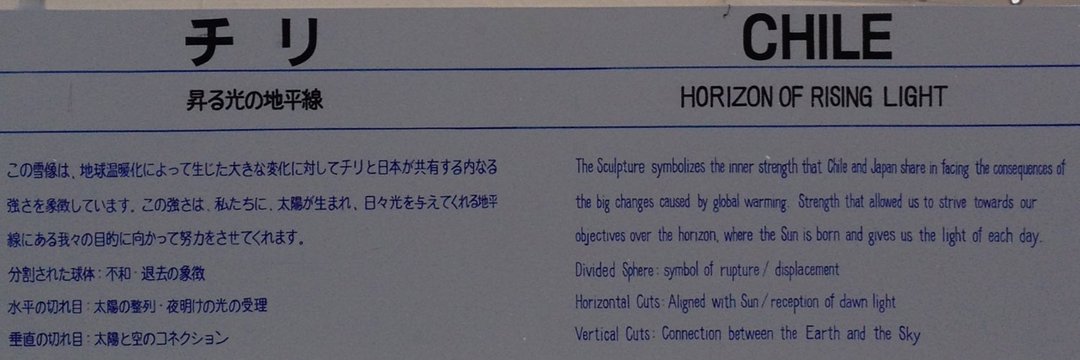 チリ
昇る光の地平線
この雪像は、地球温暖化によって生じた大きな変化に対してチリと日本が共有する内なる
強さを象徴しています。この強さは、私たちに、太陽が生まれ、日々光を与えてくれる地平
線にある我々の目的に向かって努力をさせてくれます。
分割された球体：不和・退去の象徴
水平の切れ目：太陽の整列・夜明けの光の受理
垂直の切れ目：太陽と空のコネクション
CHILE
HORIZON OF RISING LIGHT
The Sculpture symbolizes the inner strength that Chile and Japan share in facing the consequences of
the big changes caused by global warming. Strength that allowed us to strive towards our
objectives over the horizon, where the Sun is born and gives us the light of each day.
Divided Sphere: symbol of rupture / displacement
Horizontal Cuts: Aligned with Sun / reception of dawn light
Vertical Cuts: Connection between the Earth and the Sky